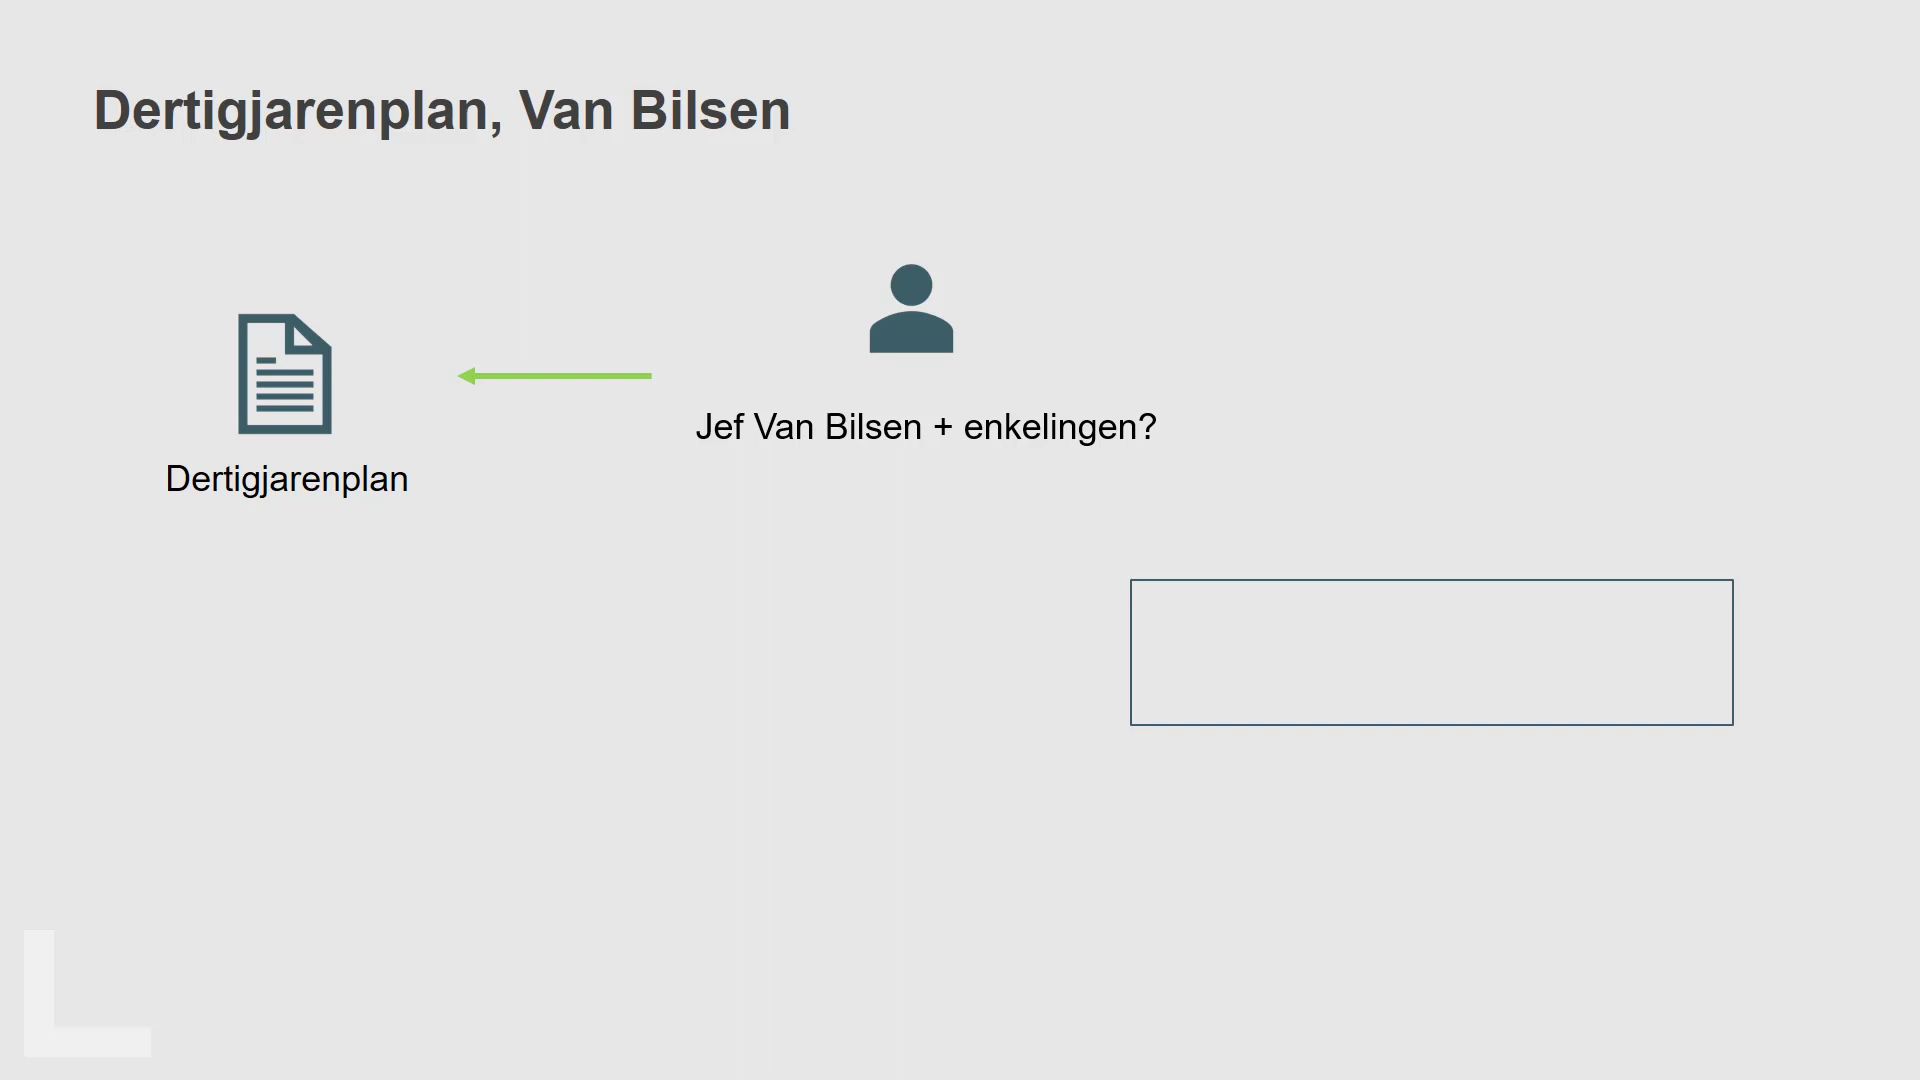 Dertigjarenplan, Van Bilsen
Jef Van Bilsen + enkelingen?
Dertigjarenplan